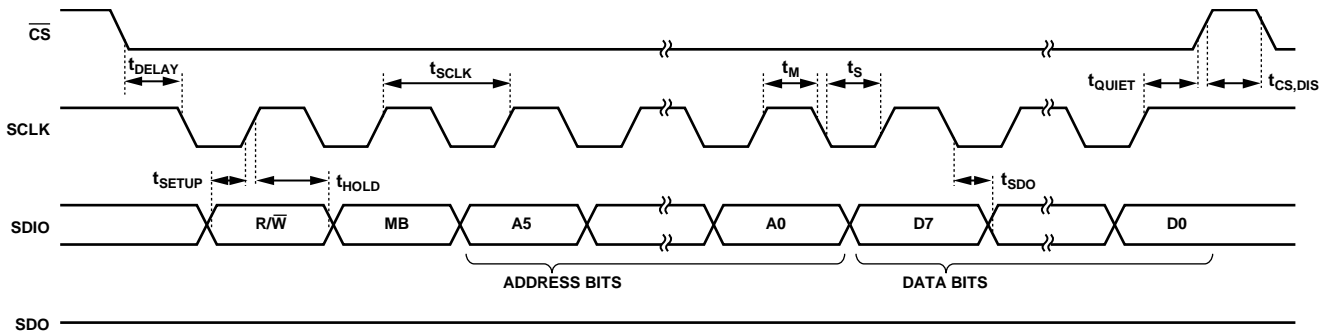 CS
tDELAY
tSCLK
tM
tS
tQUIET
tCS,DIS
SCLK
tSETUP
tHOLD
tSDO
SDIO
R/W
MB
A5
A0
D7
D0
ADDRESS BITS
DATA BITS
SDO